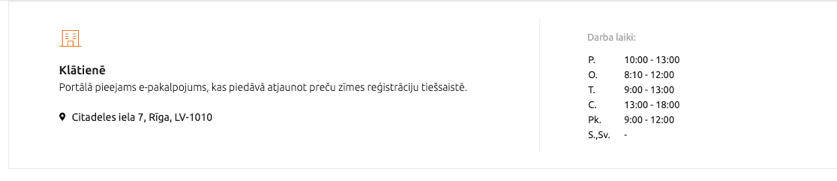 Klātienē
Portālā pieejams e-pakalpojums, kas piedāvā atjaunot preču zīmes reģistrāciju tiešsaistē.
Citadeles iela 7, Rīga, LV-1010
Darba laiki:
P. 10:00 - 13:00
O. 8:10 - 12:00
T. 9:00 - 13:00
C. 13:00 - 18:00
Pk. 9:00 - 12:00
S.,Sv. -